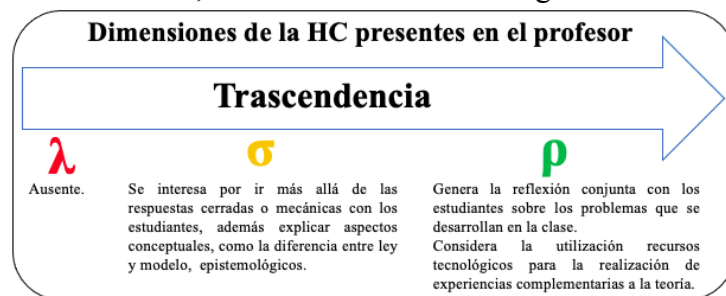 Dimensiones de la HC presentes en el profesor
Trascendencia
λ
σ
ρ
Ausente.
Se interesa por ir más allá de las
respuestas cerradas o mecánicas con los
estudiantes, además explicar aspectos
conceptuales, como la diferencia entre ley
y modelo, epistemológicos.
Genera la reflexión conjunta con los
estudiantes sobre los problemas que se
desarrollan en la clase.
Considera la utilización recursos
tecnológicos para la realización de
experiencias complementarias a la teoría.